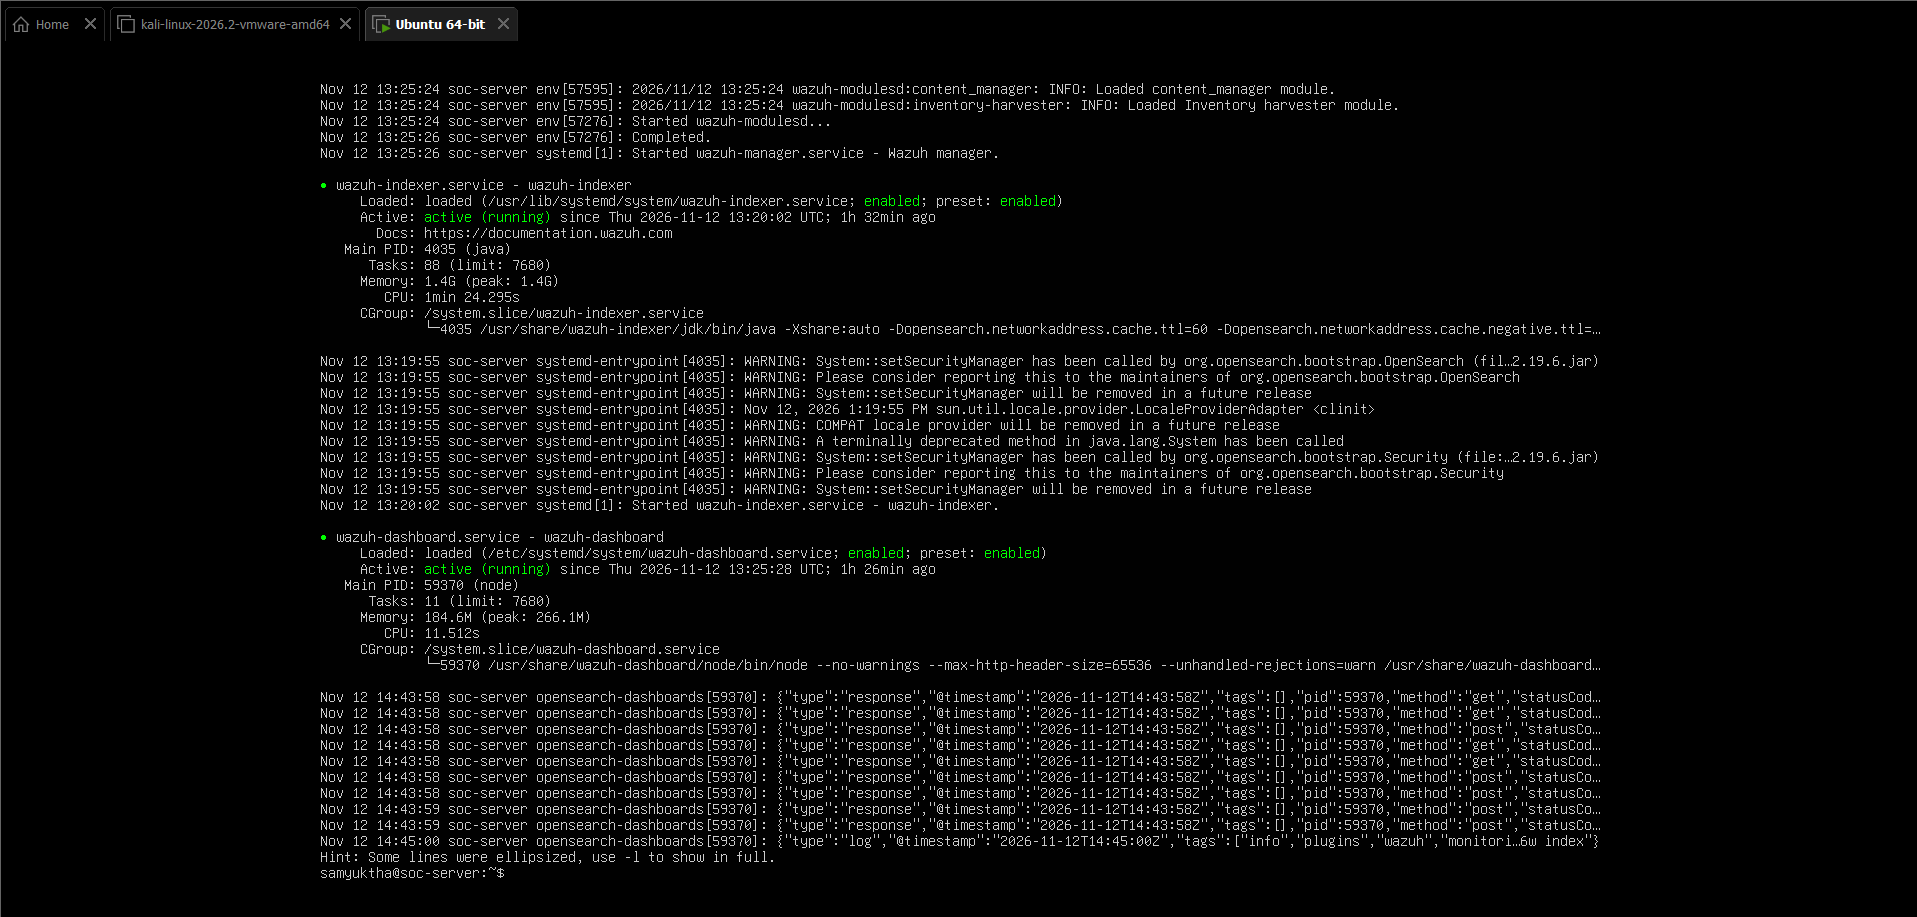 Home
kali-linux-2026.2-vmware-amd64
Ubuntu 64-bit
Nov 12 13:25:24 soc-server env[57595]: 2026/11/12 13:25:24 wazuh-modulesd:content_manager: INFO: Loaded content_manager module.
Nov 12 13:25:24 soc-server env[57595]: 2026/11/12 13:25:24 wazuh-modulesd:inventory-harvester: INFO: Loaded Inventory harvester module.
Nov 12 13:25:24 soc-server env[57276]: Started wazuh-modulesd...
Nov 12 13:25:26 soc-server env[57276]: Completed.
Nov 12 13:25:26 soc-server systemd[1]: Started wazuh-manager.service - Wazuh manager.
● wazuh-indexer.service - wazuh-indexer
Loaded: loaded (/usr/lib/systemd/system/wazuh-indexer.service; enabled; preset: enabled)
Active: active (running) since Thu 2026-11-12 13:20:02 UTC; 1h 32min ago
Docs: https://documentation.wazuh.com
Main PID: 4035 (java)
Tasks: 88 (limit: 7680)
Memory: 1.4G (peak: 1.4G)
CPU: 1min 24.295s
CGroup: /system.slice/wazuh-indexer.service
└─4035 /usr/share/wazuh-indexer/jdk/bin/java -Xshare:auto -Dopensearch.networkaddress.cache.ttl=60 -Dopensearch.networkaddress.cache.negative.ttl=…
Nov 12 13:19:55 soc-server systemd-entrypoint[4035]: WARNING: System::setSecurityManager has been called by org.opensearch.bootstrap.OpenSearch (fil…2.19.6.jar)
Nov 12 13:19:55 soc-server systemd-entrypoint[4035]: WARNING: Please consider reporting this to the maintainers of org.opensearch.bootstrap.OpenSearch
Nov 12 13:19:55 soc-server systemd-entrypoint[4035]: WARNING: System::setSecurityManager will be removed in a future release
Nov 12 13:19:55 soc-server systemd-entrypoint[4035]: Nov 12, 2026 1:19:55 PM sun.util.locale.provider.LocaleProviderAdapter <clinit>
Nov 12 13:19:55 soc-server systemd-entrypoint[4035]: WARNING: COMPAT locale provider will be removed in a future release
Nov 12 13:19:55 soc-server systemd-entrypoint[4035]: WARNING: A terminally deprecated method in java.lang.System has been called
Nov 12 13:19:55 soc-server systemd-entrypoint[4035]: WARNING: System::setSecurityManager has been called by org.opensearch.bootstrap.Security (file:…2.19.6.jar)
Nov 12 13:19:55 soc-server systemd-entrypoint[4035]: WARNING: Please consider reporting this to the maintainers of org.opensearch.bootstrap.Security
Nov 12 13:19:55 soc-server systemd-entrypoint[4035]: WARNING: System::setSecurityManager will be removed in a future release
Nov 12 13:20:02 soc-server systemd[1]: Started wazuh-indexer.service - wazuh-indexer.
● wazuh-dashboard.service - wazuh-dashboard
Loaded: loaded (/etc/systemd/system/wazuh-dashboard.service; enabled; preset: enabled)
Active: active (running) since Thu 2026-11-12 13:25:28 UTC; 1h 26min ago
Main PID: 59370 (node)
Tasks: 11 (limit: 7680)
Memory: 184.6M (peak: 266.1M)
CPU: 11.512s
CGroup: /system.slice/wazuh-dashboard.service
└─59370 /usr/share/wazuh-dashboard/node/bin/node --no-warnings --max-http-header-size=65536 --unhandled-rejections=warn /usr/share/wazuh-dashboard…
Nov 12 14:43:58 soc-server opensearch-dashboards[59370]: {"type":"response","@timestamp":"2026-11-12T14:43:58Z","tags":[],"pid":59370,"method":"get","statusCod…
Nov 12 14:43:58 soc-server opensearch-dashboards[59370]: {"type":"response","@timestamp":"2026-11-12T14:43:58Z","tags":[],"pid":59370,"method":"get","statusCod…
Nov 12 14:43:58 soc-server opensearch-dashboards[59370]: {"type":"response","@timestamp":"2026-11-12T14:43:58Z","tags":[],"pid":59370,"method":"post","statusCo…
Nov 12 14:43:58 soc-server opensearch-dashboards[59370]: {"type":"response","@timestamp":"2026-11-12T14:43:58Z","tags":[],"pid":59370,"method":"get","statusCod…
Nov 12 14:43:58 soc-server opensearch-dashboards[59370]: {"type":"response","@timestamp":"2026-11-12T14:43:58Z","tags":[],"pid":59370,"method":"get","statusCod…
Nov 12 14:43:58 soc-server opensearch-dashboards[59370]: {"type":"response","@timestamp":"2026-11-12T14:43:58Z","tags":[],"pid":59370,"method":"post","statusCo…
Nov 12 14:43:58 soc-server opensearch-dashboards[59370]: {"type":"response","@timestamp":"2026-11-12T14:43:58Z","tags":[],"pid":59370,"method":"post","statusCo…
Nov 12 14:43:59 soc-server opensearch-dashboards[59370]: {"type":"response","@timestamp":"2026-11-12T14:43:58Z","tags":[],"pid":59370,"method":"post","statusCo…
Nov 12 14:43:59 soc-server opensearch-dashboards[59370]: {"type":"response","@timestamp":"2026-11-12T14:43:58Z","tags":[],"pid":59370,"method":"post","statusCo…
Nov 12 14:45:00 soc-server opensearch-dashboards[59370]: {"type":"log","@timestamp":"2026-11-12T14:45:00Z","tags":["info","plugins","wazuh","monitori…6w index"}
Hint: Some lines were ellipsized, use -l to show in full.
samyuktha@soc-server:~$